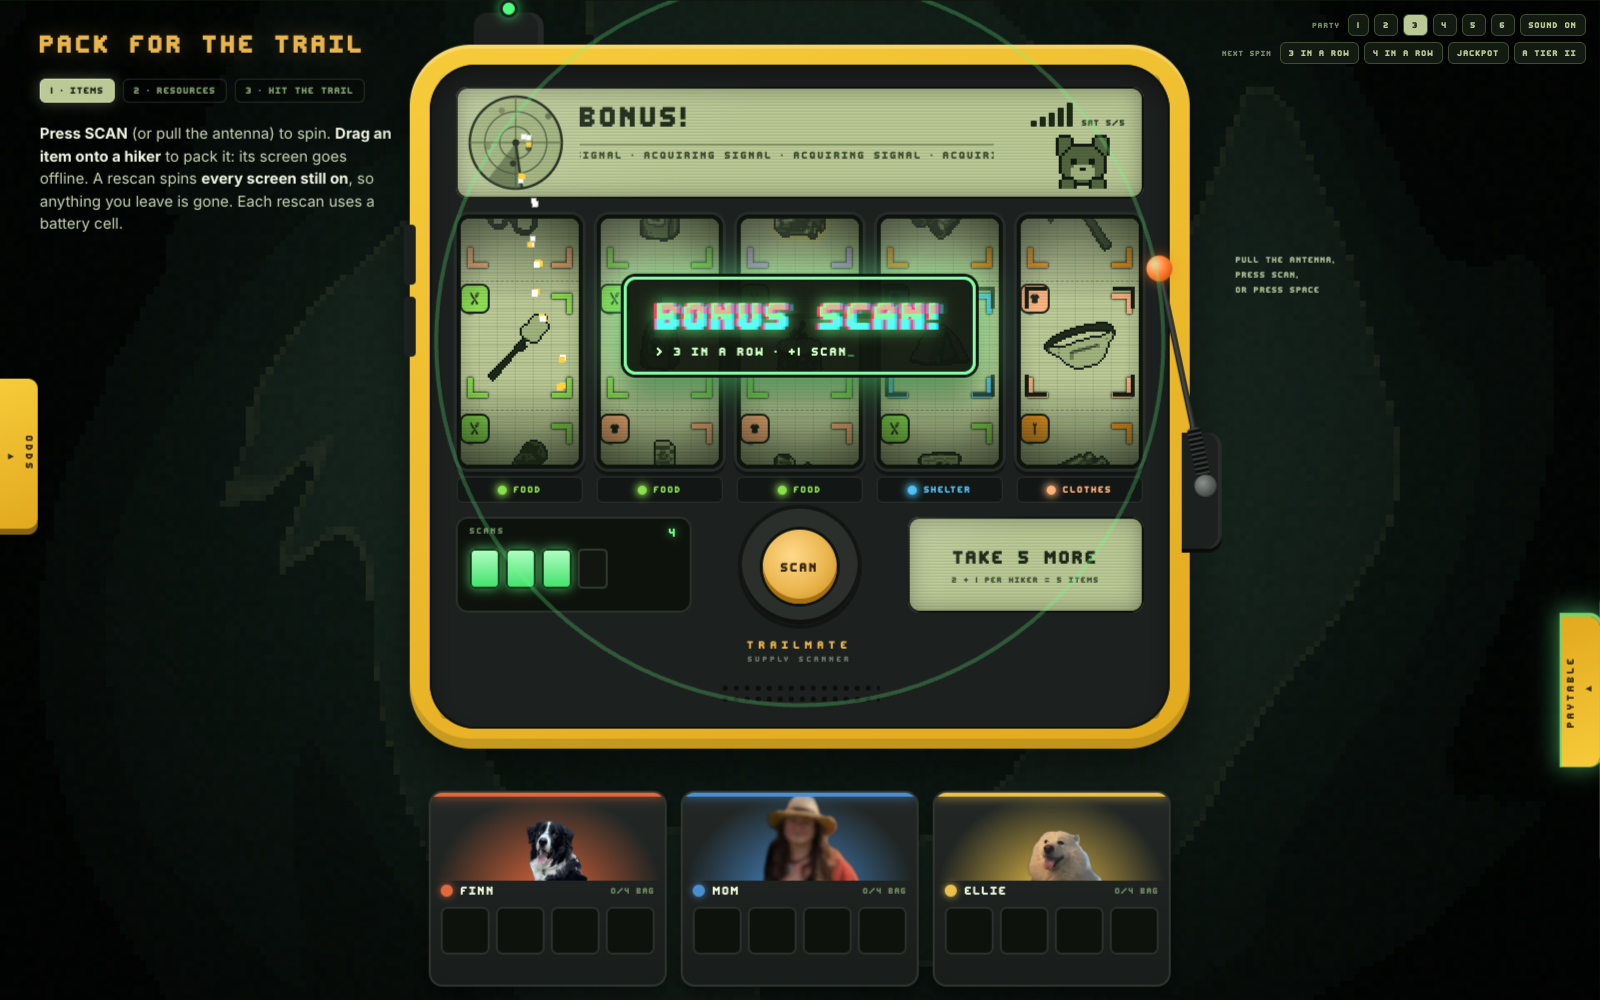 PACK FOR THE TRAIL
1 · ITEMS
2 · RESOURCES
3 · HIT THE TRAIL
Press SCAN (or pull the antenna) to spin. Drag an
item onto a hiker to pack it: its screen goes
offline. A rescan spins every screen still on, so
anything you leave is gone. Each rescan uses a
battery cell.
PARTY 1 2 3 4 5 6 SOUND ON
NEXT SPIN 3 IN A ROW 4 IN A ROW JACKPOT A TIER II
BONUS!
SAT 5/5
IGNAL · ACQUIRING SIGNAL · ACQUIRING SIGNAL · ACQUIRI
PULL THE ANTENNA,
PRESS SCAN,
OR PRESS SPACE
BONUS SCAN!
> 3 IN A ROW · +1 SCAN_
ODDS
FOOD
FOOD
FOOD
SHELTER
CLOTHES
SCANS
4
SCAN
TAKE 5 MORE
2 + 1 PER HIKER = 5 ITEMS
TRAILMATE
SUPPLY SCANNER
PAYTABLE
FINN
0/4 BAG
MOM
0/4 BAG
ELLIE
0/4 BAG